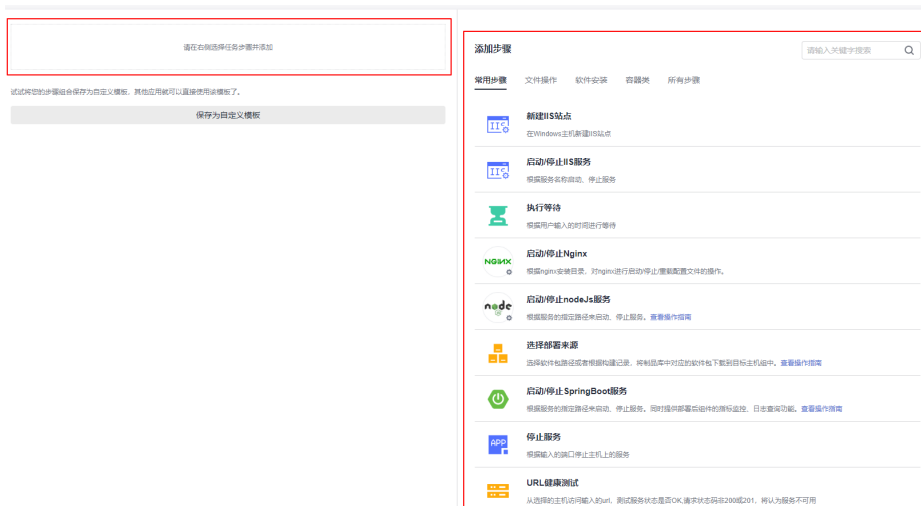 请在右侧选择任务步骤并添加
试试将您的步骤组合保存为自定义模板，其他应用就可以直接使用该模板了。
保存为自定义模板
添加步骤
请输入关键字搜索
常用步骤 文件操作 软件安装 容器类 所有步骤
IIS
新建IIS站点
在Windows主机新建IIS站点
IIS
启动/停止IIS服务
根据服务名称启动、停止服务
执行等待
根据用户输入的时间进行等待
NGINX
启动/停止Nginx
根据nginx安装目录，对nginx进行启动/停止/重载配置文件的操作。
node
启动/停止nodeJs服务
根据服务的指定路径来启动、停止服务。查看操作指南
选择部署来源
选择软件包路径或者根据构建记录，将制品库中对应的软件包下载到目标主机组中。查看操作指南
启动/停止SpringBoot服务
根据服务的指定路径来启动、停止服务。同时提供部署后组件的指标监控、日志查询功能。查看操作指南
APP
停止服务
根据输入的端口停止主机上的服务
URL健康测试
从选择的主机访问输入的url，测试服务状态是否OK,请求状态码非200或201，将认为服务不可用